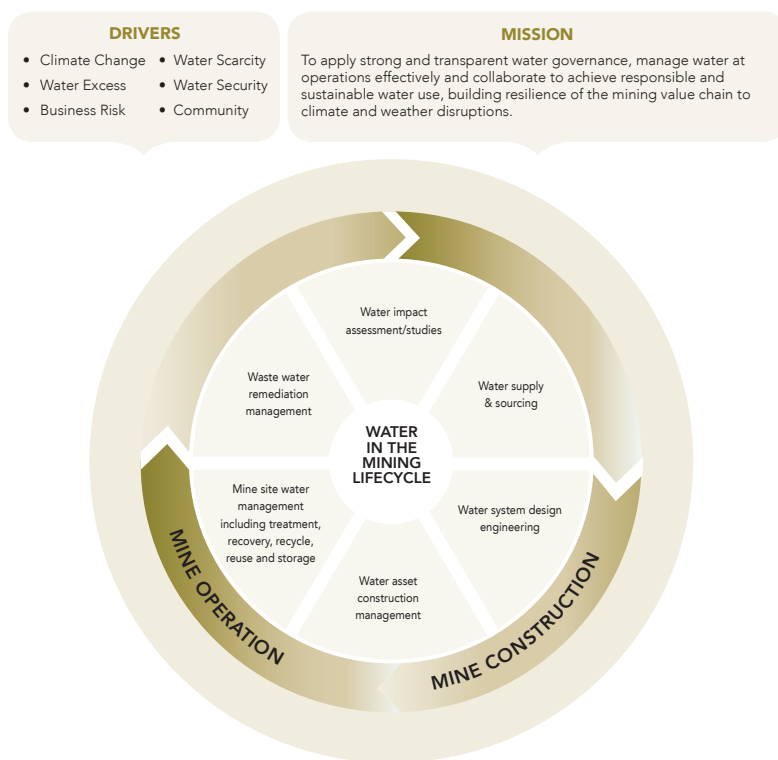 DRIVERS
• Climate Change
• Water Excess
• Business Risk
• Water Scarcity
• Water Security
• Community
MISSION
To apply strong and transparent water governance, manage water at
operations effectively and collaborate to achieve responsible and
sustainable water use, building resilience of the mining value chain to
climate and weather disruptions.
Water impact
assessment/studies
Water supply
& sourcing
Water system design
engineering
Water asset
construction
management
Mine site water
management
including treatment,
recovery, recycle,
reuse and storage
Waste water
remediation
management
WATER
IN THE
MINING
LIFECYCLE
MINE OPERATION
MINE CONSTRUCTION